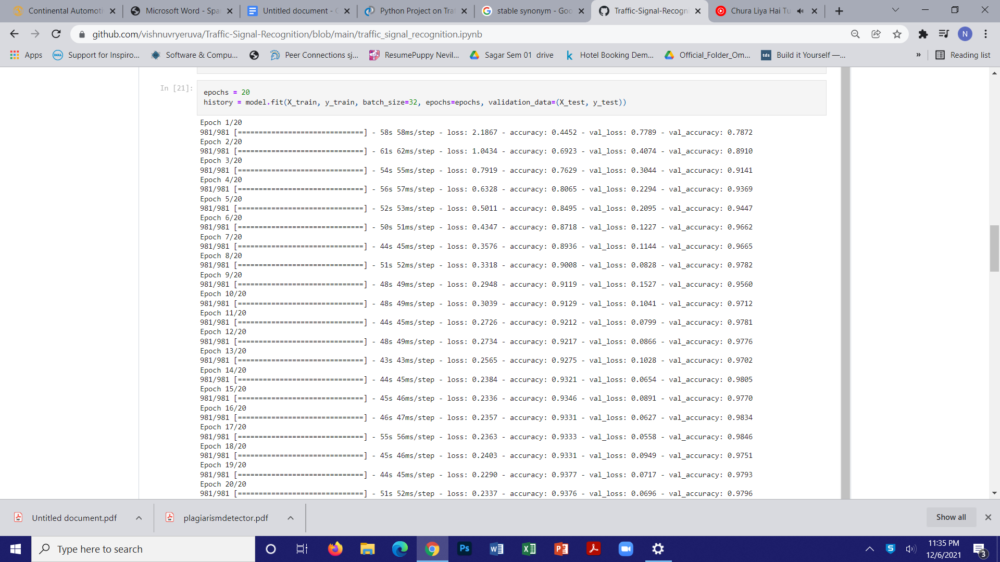 Continental Automoti
Microsoft Word - Spa
Untitled document -
Python Project on Tra
stable synonym - Goo
Traffic-Signal-Recogni
Chura Liya Hai Tu
github.com/vishnuvryeruva/Traffic-Signal-Recognition/blob/main/traffic_signal_recognition.ipynb
N
Apps
DELL
Support for Inspiro...
Software & Compu...
Peer Connections sj...
ResumePuppy Nevil...
Sagar Sem 01 drive
k
Hotel Booking Dem...
Official_Folder_Om...
tds
Build it Yourself —...
»
Reading list
In [21]:
epochs = 20
history = model.fit(X_train, y_train, batch_size=32, epochs=epochs, validation_data=(X_test, y_test))
Epoch 1/20
981/981 [==============================] - 58s 58ms/step - loss: 2.1867 - accuracy: 0.4452 - val_loss: 0.7789 - val_accuracy: 0.7872
Epoch 2/20
981/981 [==============================] - 61s 62ms/step - loss: 1.0434 - accuracy: 0.6923 - val_loss: 0.4074 - val_accuracy: 0.8910
Epoch 3/20
981/981 [==============================] - 54s 55ms/step - loss: 0.7919 - accuracy: 0.7629 - val_loss: 0.3044 - val_accuracy: 0.9141
Epoch 4/20
981/981 [==============================] - 56s 57ms/step - loss: 0.6328 - accuracy: 0.8065 - val_loss: 0.2294 - val_accuracy: 0.9369
Epoch 5/20
981/981 [==============================] - 52s 53ms/step - loss: 0.5011 - accuracy: 0.8495 - val_loss: 0.2095 - val_accuracy: 0.9447
Epoch 6/20
981/981 [==============================] - 50s 51ms/step - loss: 0.4347 - accuracy: 0.8718 - val_loss: 0.1227 - val_accuracy: 0.9662
Epoch 7/20
981/981 [==============================] - 44s 45ms/step - loss: 0.3576 - accuracy: 0.8936 - val_loss: 0.1144 - val_accuracy: 0.9665
Epoch 8/20
981/981 [==============================] - 51s 52ms/step - loss: 0.3318 - accuracy: 0.9008 - val_loss: 0.0828 - val_accuracy: 0.9782
Epoch 9/20
981/981 [==============================] - 48s 49ms/step - loss: 0.2948 - accuracy: 0.9119 - val_loss: 0.1527 - val_accuracy: 0.9560
Epoch 10/20
981/981 [==============================] - 48s 49ms/step - loss: 0.3039 - accuracy: 0.9129 - val_loss: 0.1041 - val_accuracy: 0.9712
Epoch 11/20
981/981 [==============================] - 44s 45ms/step - loss: 0.2726 - accuracy: 0.9212 - val_loss: 0.0799 - val_accuracy: 0.9781
Epoch 12/20
981/981 [==============================] - 48s 49ms/step - loss: 0.2734 - accuracy: 0.9217 - val_loss: 0.0866 - val_accuracy: 0.9776
Epoch 13/20
981/981 [==============================] - 43s 43ms/step - loss: 0.2565 - accuracy: 0.9275 - val_loss: 0.1028 - val_accuracy: 0.9702
Epoch 14/20
981/981 [==============================] - 44s 45ms/step - loss: 0.2384 - accuracy: 0.9321 - val_loss: 0.0654 - val_accuracy: 0.9805
Epoch 15/20
981/981 [==============================] - 45s 46ms/step - loss: 0.2336 - accuracy: 0.9346 - val_loss: 0.0891 - val_accuracy: 0.9770
Epoch 16/20
981/981 [==============================] - 46s 47ms/step - loss: 0.2357 - accuracy: 0.9331 - val_loss: 0.0627 - val_accuracy: 0.9834
Epoch 17/20
981/981 [==============================] - 55s 56ms/step - loss: 0.2363 - accuracy: 0.9333 - val_loss: 0.0558 - val_accuracy: 0.9846
Epoch 18/20
981/981 [==============================] - 45s 46ms/step - loss: 0.2403 - accuracy: 0.9331 - val_loss: 0.0949 - val_accuracy: 0.9751
Epoch 19/20
981/981 [==============================] - 44s 45ms/step - loss: 0.2290 - accuracy: 0.9377 - val_loss: 0.0717 - val_accuracy: 0.9793
Epoch 20/20
981/981 [==============================] - 51s 52ms/step - loss: 0.2337 - accuracy: 0.9376 - val_loss: 0.0696 - val_accuracy: 0.9796
Untitled document.pdf
plagiarismdetector.pdf
Show all
Type here to search
Ps
11:35 PM
12/6/2021
3